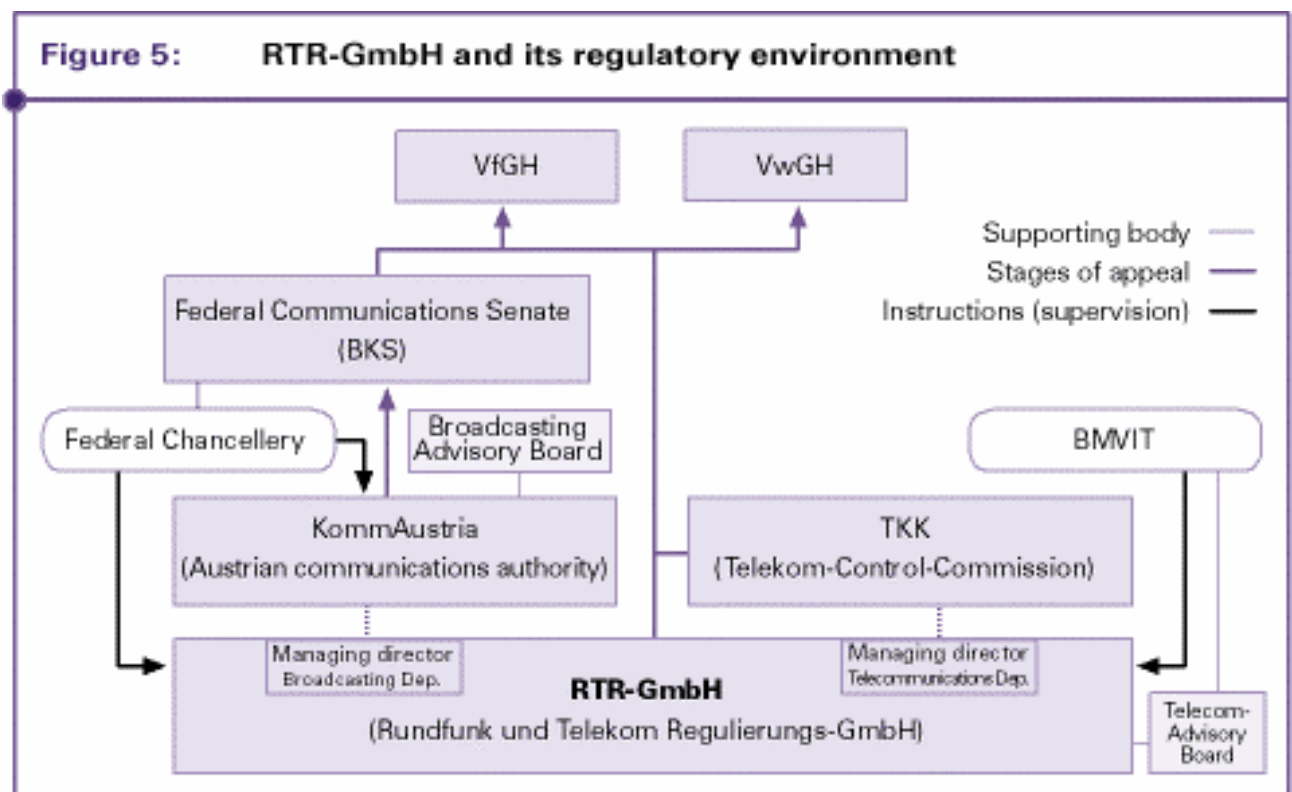 Figure 5: RTR-GmbH and its regulatory environment
VfGH
VwGH
Supporting body
Stages of appeal
Instructions (supervision)
Federal Communications Senate
(BKS)
Federal Chancellery
Broadcasting
Advisory Board
BMVIT
KommAustria
(Austrian communications authority)
TKK
(Telekom-Control-Commission)
Managing director
Broadcasting Dep.
Managing director
Telecommunications Dep.
RTR-GmbH
(Rundfunk und Telekom Regulierungs-GmbH)
Telecom-
Advisory
Board